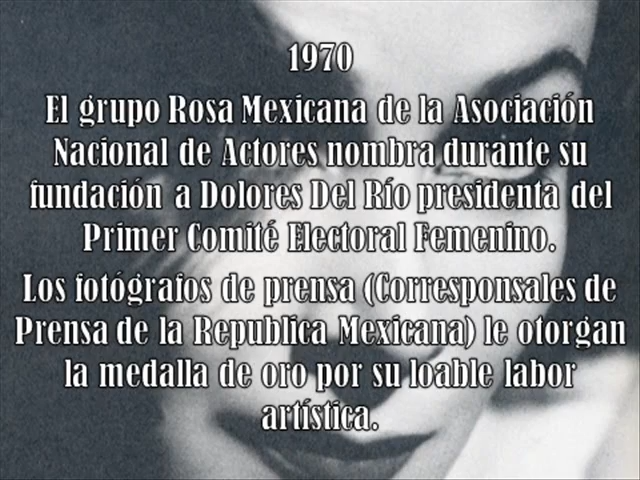 1970
El grupo Rosa Mexicana de la Asociación
Nacional de Actores nombra durante su
fundación a Dolores Del Río presidenta del
Primer Comité Electoral Femenino.
Los fotógrafos de prensa (Corresponsales de
Prensa de la Republica Mexicana) le otorgan
la medalla de oro por su loable labor
artística.